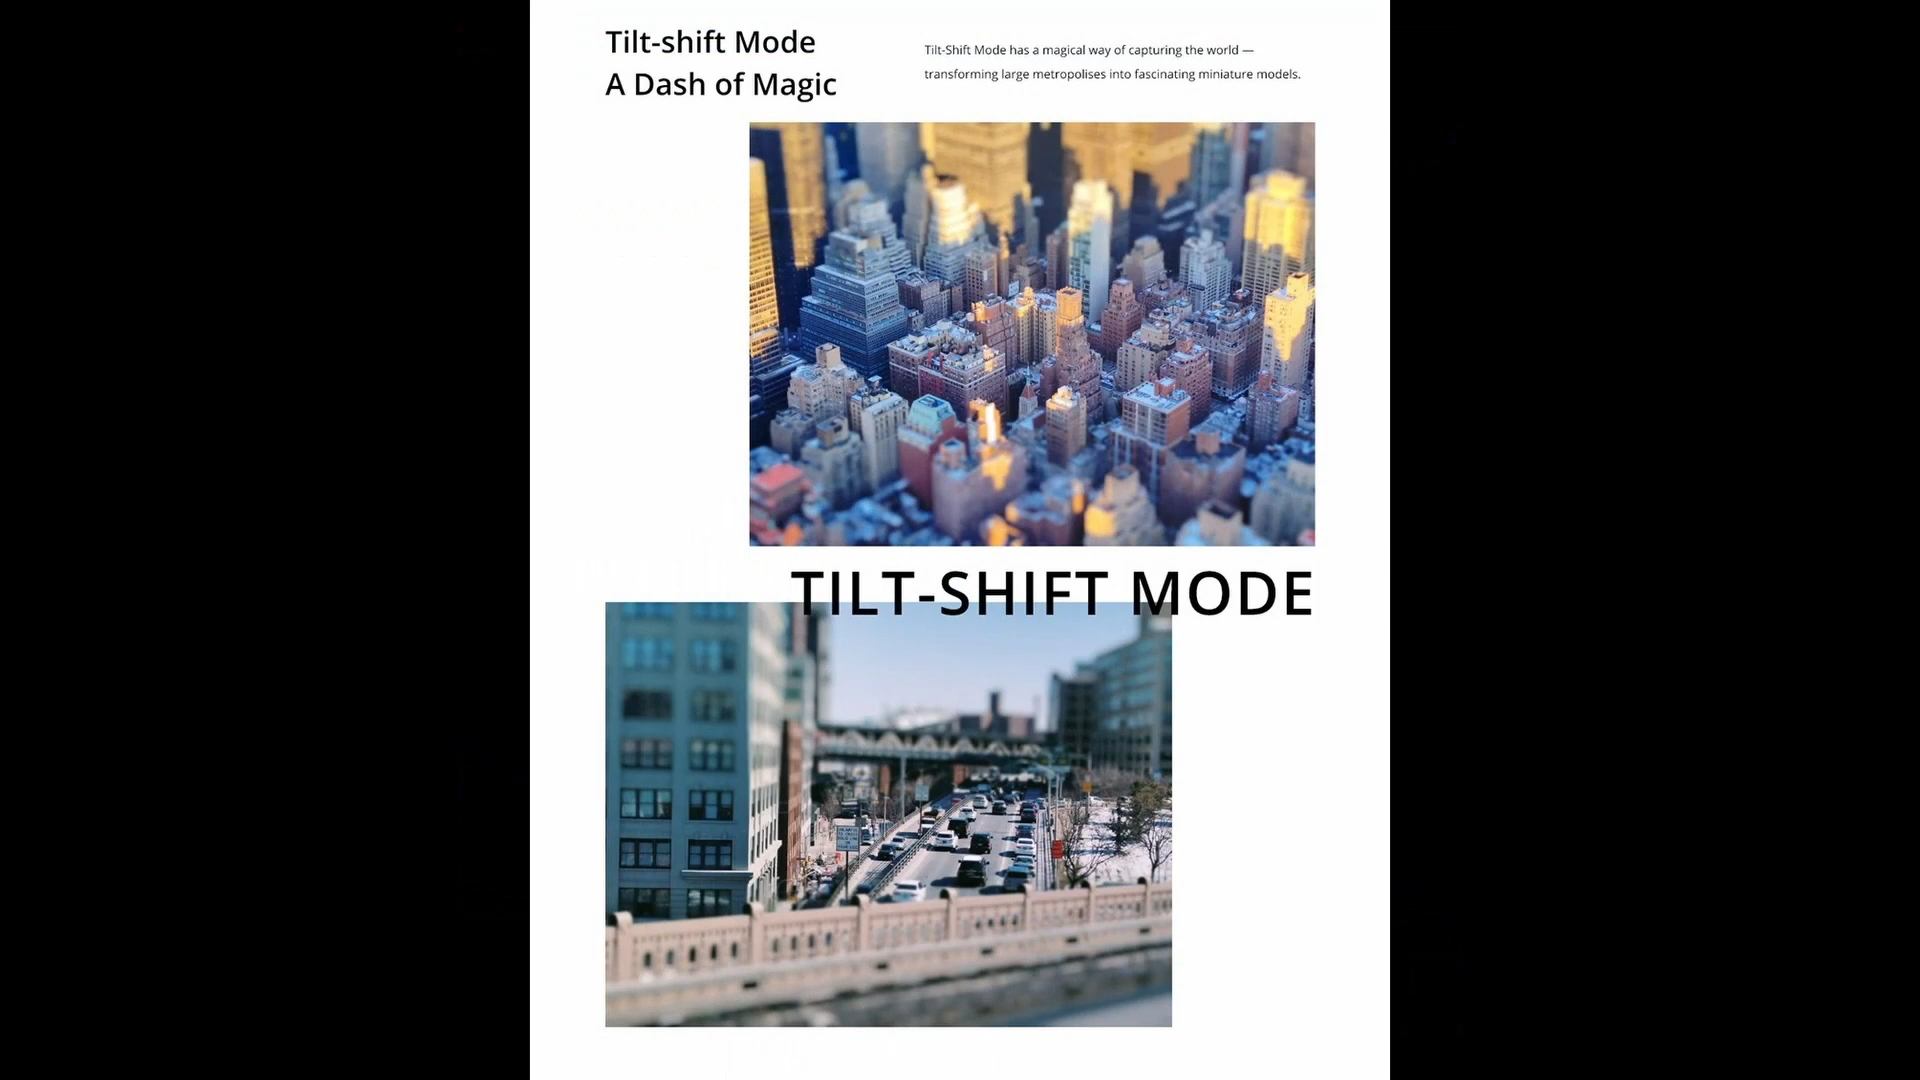 Tilt-shift Mode
A Dash of Magic
Tilt-Shift Mode has a magical way of capturing the world —
transforming large metropolises into fascinating miniature models.
TILT-SHIFT MODE